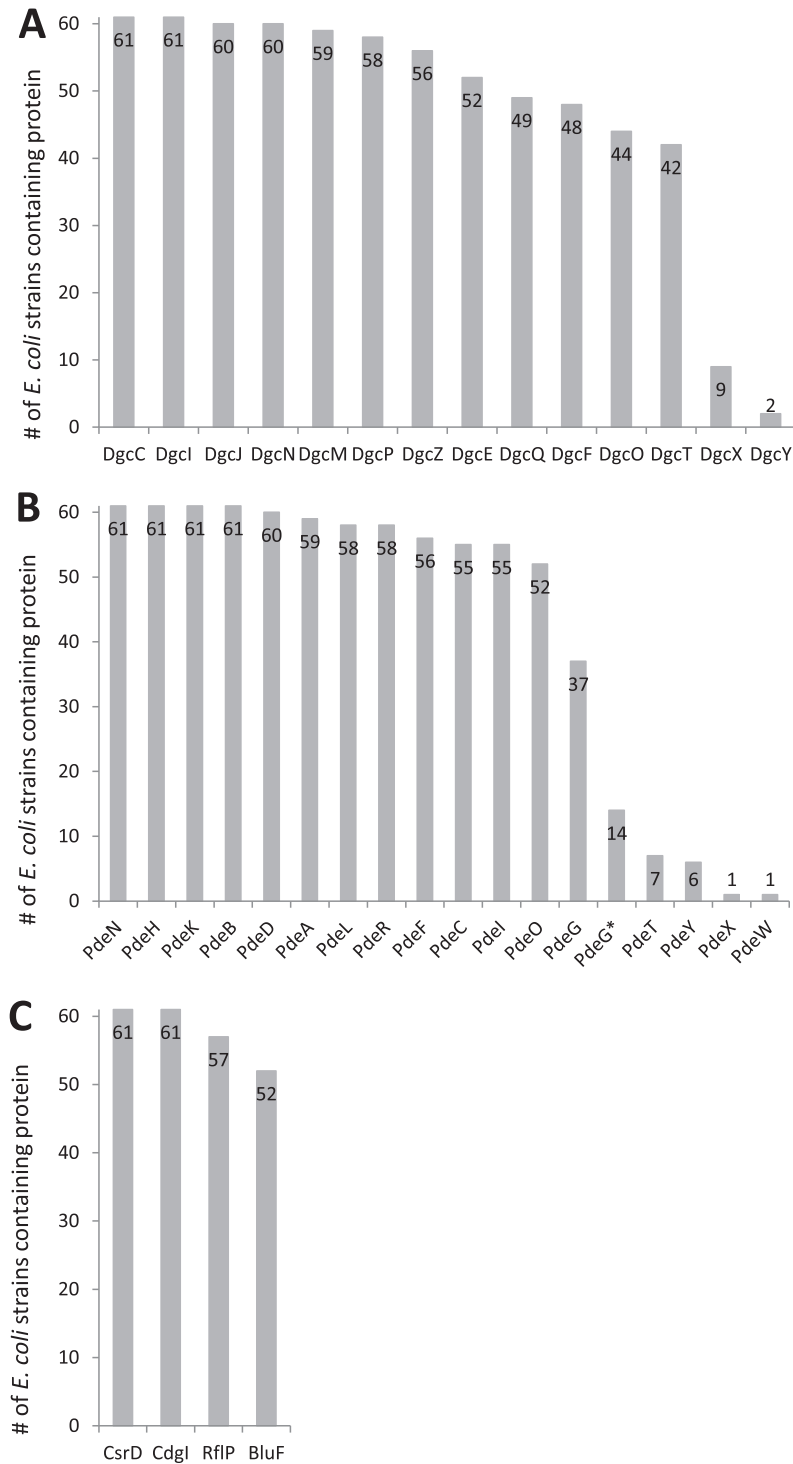 A
# of E. coli strains containing protein
60
50
40
30
20
10
0
61 61 60 60 59 58 56 52 49 48 44 42 9 2
DgcC DgcI DgcJ DgcN DgcM DgcP DgcZ DgcE DgcQ DgcF DgcO DgcT DgcX DgcY
B
# of E. coli strains containing protein
60
50
40
30
20
10
0
61 61 61 61 60 59 58 58 56 55 55 52 37 14 7 6 1 1
PdeN PdeH PdeK PdeB PdeD PdeA PdeL PdeR PdeF PdeC PdeI PdeO PdeG PdeG* PdeT PdeY PdeX PdeW
C
# of E. coli strains containing protein
60
50
40
30
20
10
0
61 61 57 52
CsrD CdgI RflP BluF